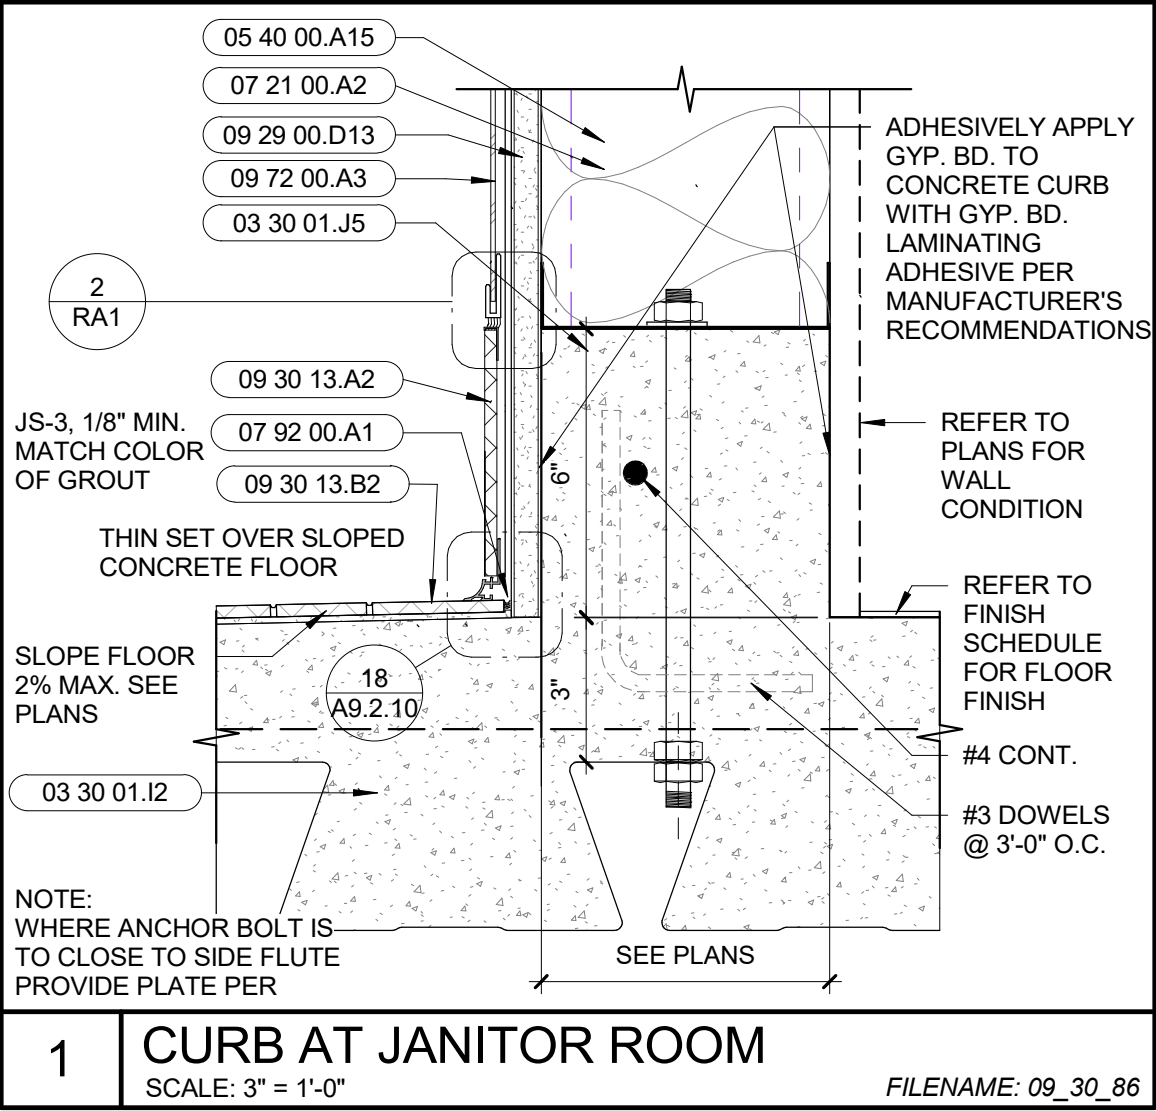 05 40 00.A15
07 21 00.A2
09 29 00.D13
09 72 00.A3
03 30 01.J5
2
RA1
09 30 13.A2
07 92 00.A1
09 30 13.B2
JS-3, 1/8" MIN.
MATCH COLOR
OF GROUT
THIN SET OVER SLOPED
CONCRETE FLOOR
SLOPE FLOOR
2% MAX. SEE
PLANS
18
A9.2.10
03 30 01.I2
NOTE:
WHERE ANCHOR BOLT IS
TO CLOSE TO SIDE FLUTE
PROVIDE PLATE PER
6"
3"
SEE PLANS
ADHESIVELY APPLY
GYP. BD. TO
CONCRETE CURB
WITH GYP. BD.
LAMINATING
ADHESIVE PER
MANUFACTURER'S
RECOMMENDATIONS
REFER TO
PLANS FOR
WALL
CONDITION
REFER TO
FINISH
SCHEDULE
FOR FLOOR
FINISH
#4 CONT.
#3 DOWELS
@ 3'-0" O.C.
1
CURB AT JANITOR ROOM
SCALE: 3" = 1'-0"
FILENAME: 09_30_86